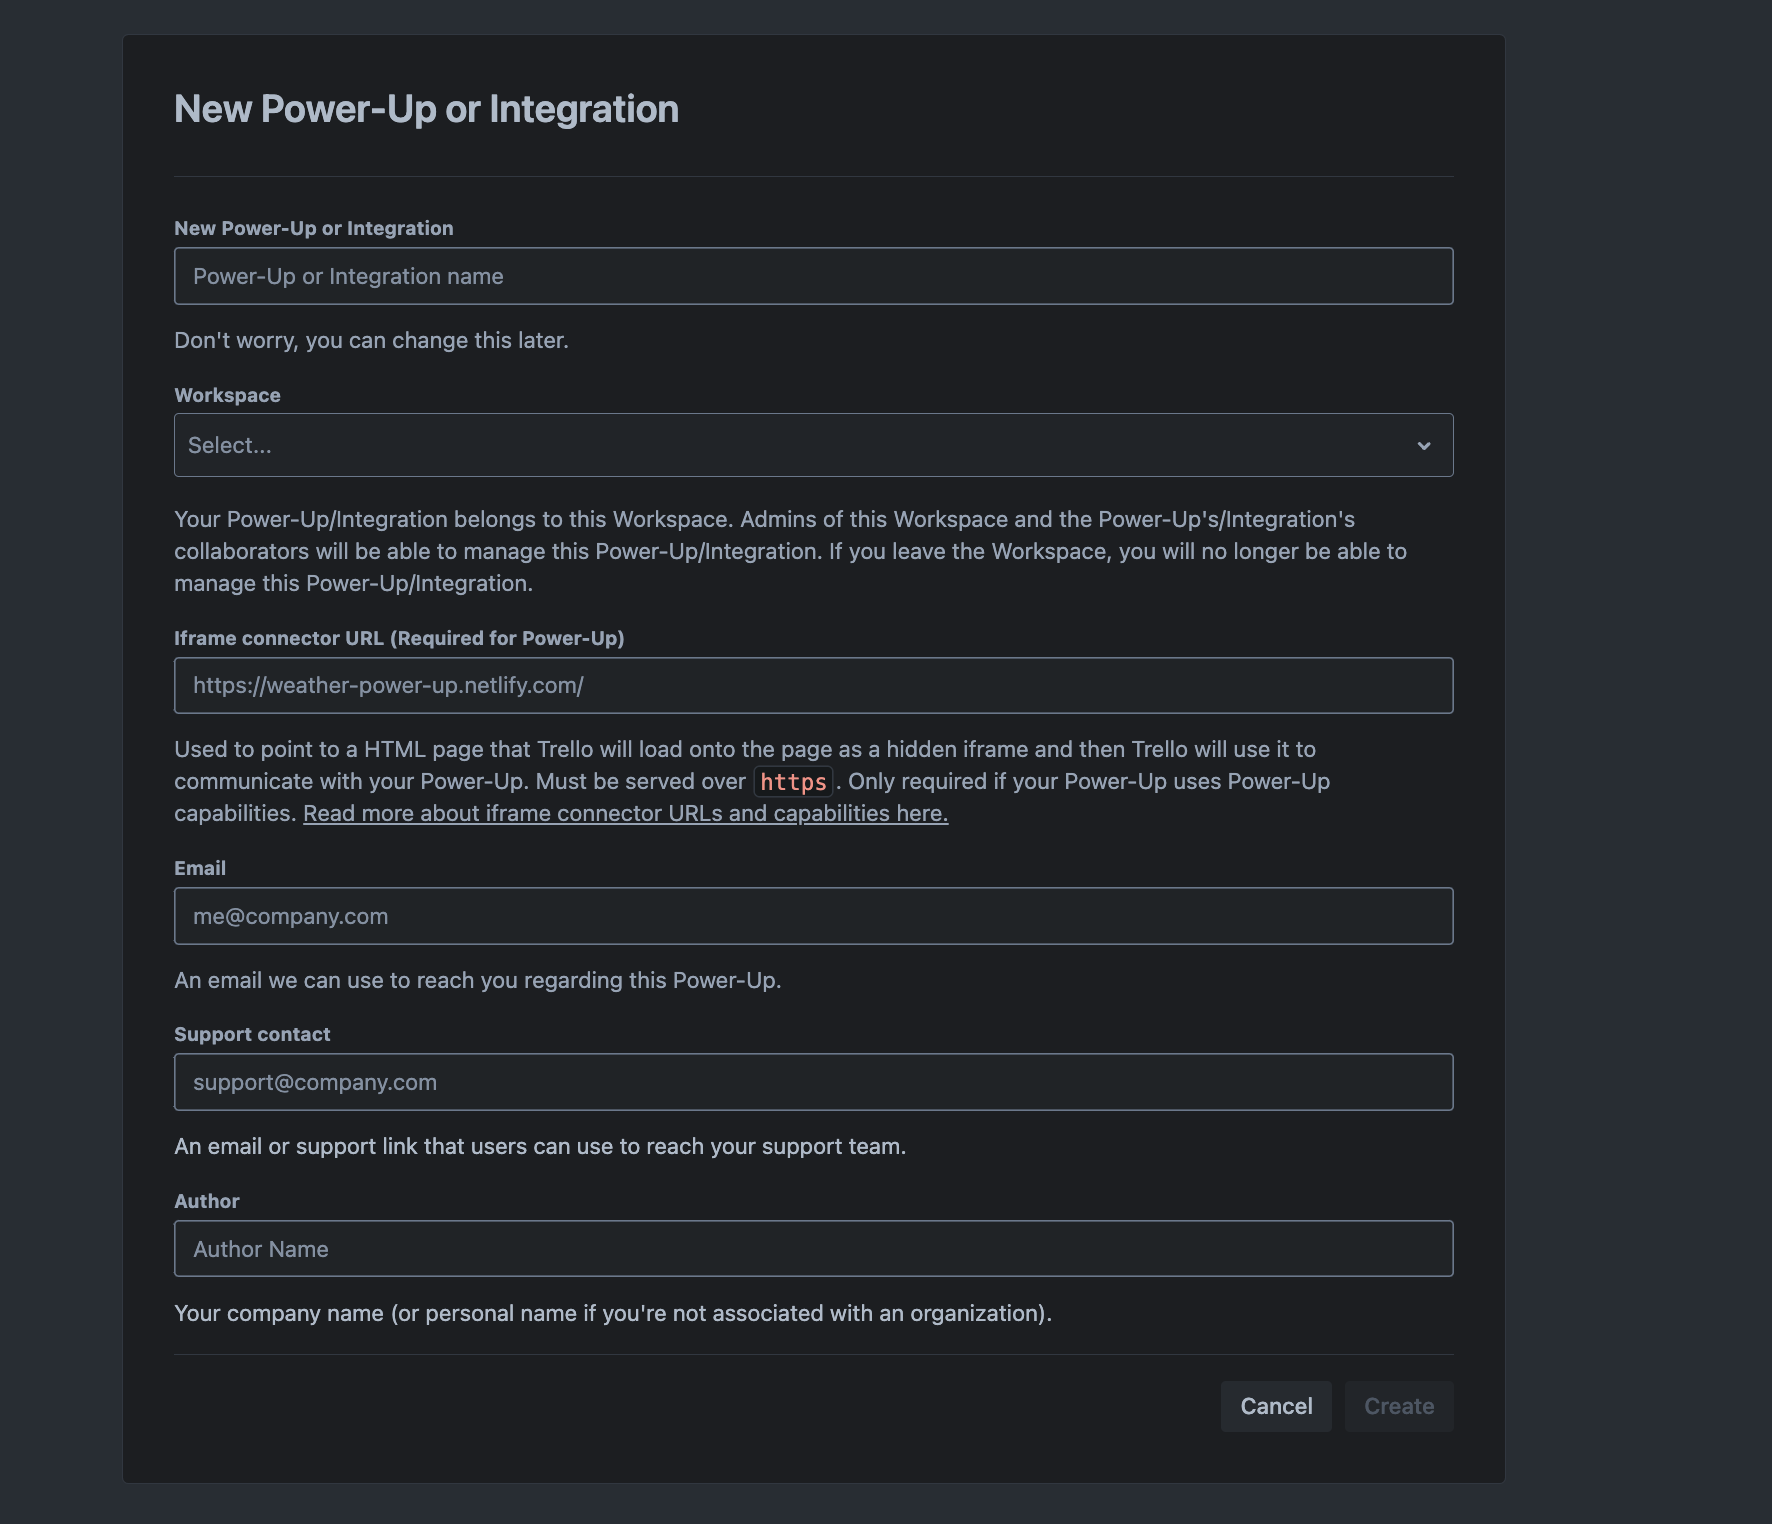 New Power-Up or Integration
New Power-Up or Integration
Power-Up or Integration name
Don't worry, you can change this later.
Workspace
Select...
Your Power-Up/Integration belongs to this Workspace. Admins of this Workspace and the Power-Up's/Integration's
collaborators will be able to manage this Power-Up/Integration. If you leave the Workspace, you will no longer be able to
manage this Power-Up/Integration.
Iframe connector URL (Required for Power-Up)
https://weather-power-up.netlify.com/
Used to point to a HTML page that Trello will load onto the page as a hidden iframe and then Trello will use it to
communicate with your Power-Up. Must be served over https. Only required if your Power-Up uses Power-Up
capabilities. Read more about iframe connector URLs and capabilities here.
Email
me@company.com
An email we can use to reach you regarding this Power-Up.
Support contact
support@company.com
An email or support link that users can use to reach your support team.
Author
Author Name
Your company name (or personal name if you're not associated with an organization).
Cancel Create